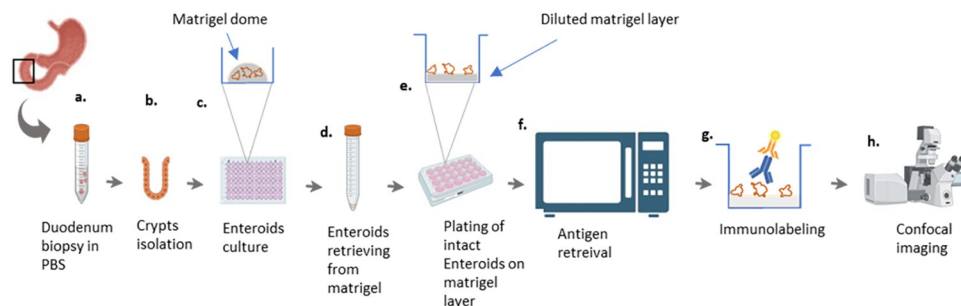 Matrigel dome
Diluted matrigel layer
a.
b.
c.
d.
e.
f.
g.
h.
Duodenum
biopsy in
PBS
Crypts
isolation
Enteroids
culture
Enteroids
retrieving
from
matrigel
Plating of
intact
Enteroids on
matrigel
layer
Antigen
retreival
Immunolabeling
Confocal
imaging